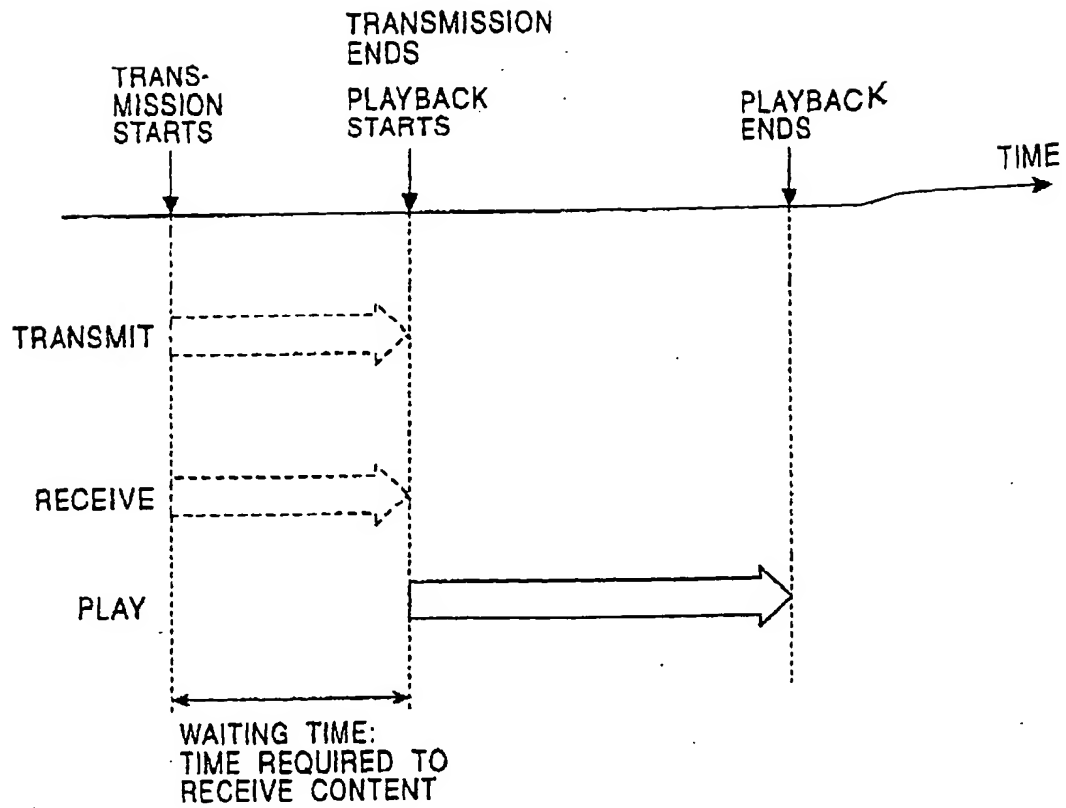 TRANS-
MISSION
STARTS
TRANSMISSION
ENDS
PLAYBACK
STARTS
PLAYBACK
ENDS
TIME
TRANSMIT
RECEIVE
PLAY
WAITING TIME:
TIME REQUIRED TO
RECEIVE CONTENT